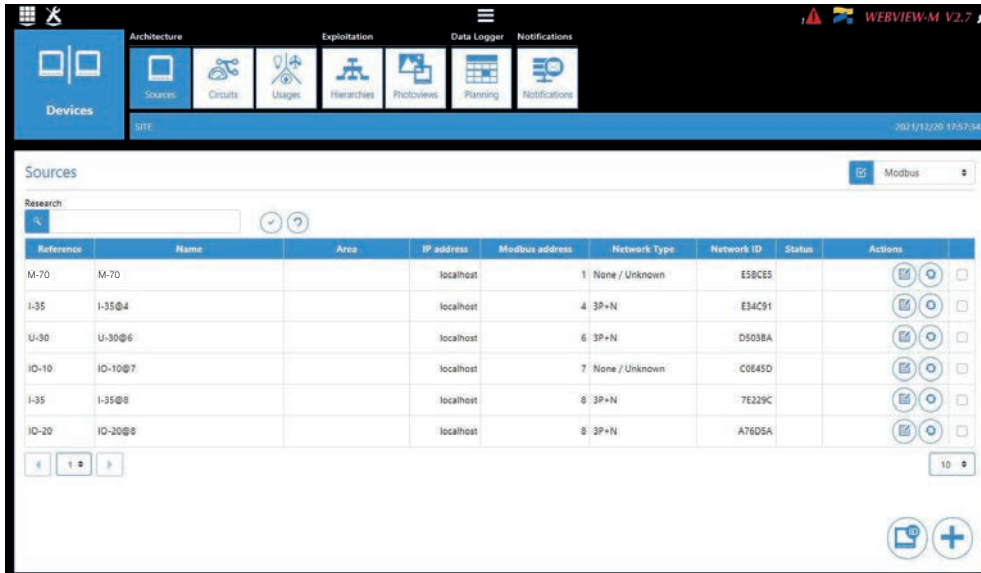 WEBVIEW-M V2.7
Architecture Exploitation Data Logger Notifications
Devices
Sources Circuits Usages Hierarchies Photoviews Planning Notifications
SITE 2021/12/20 17:57:34
Sources Modbus
Research
Reference Name Area IP address Modbus address Network Type Network ID Status Actions
M-70 M-70 localhost 1 None / Unknown E5BCE5
I-35 I-35@4 localhost 4 3P+N E34C91
U-30 U-30@6 localhost 6 3P+N D503BA
IO-10 IO-10@7 localhost 7 None / Unknown C0E45D
I-35 I-35@8 localhost 8 3P+N 7E229C
IO-20 IO-20@8 localhost 8 3P+N A76D5A
1 10